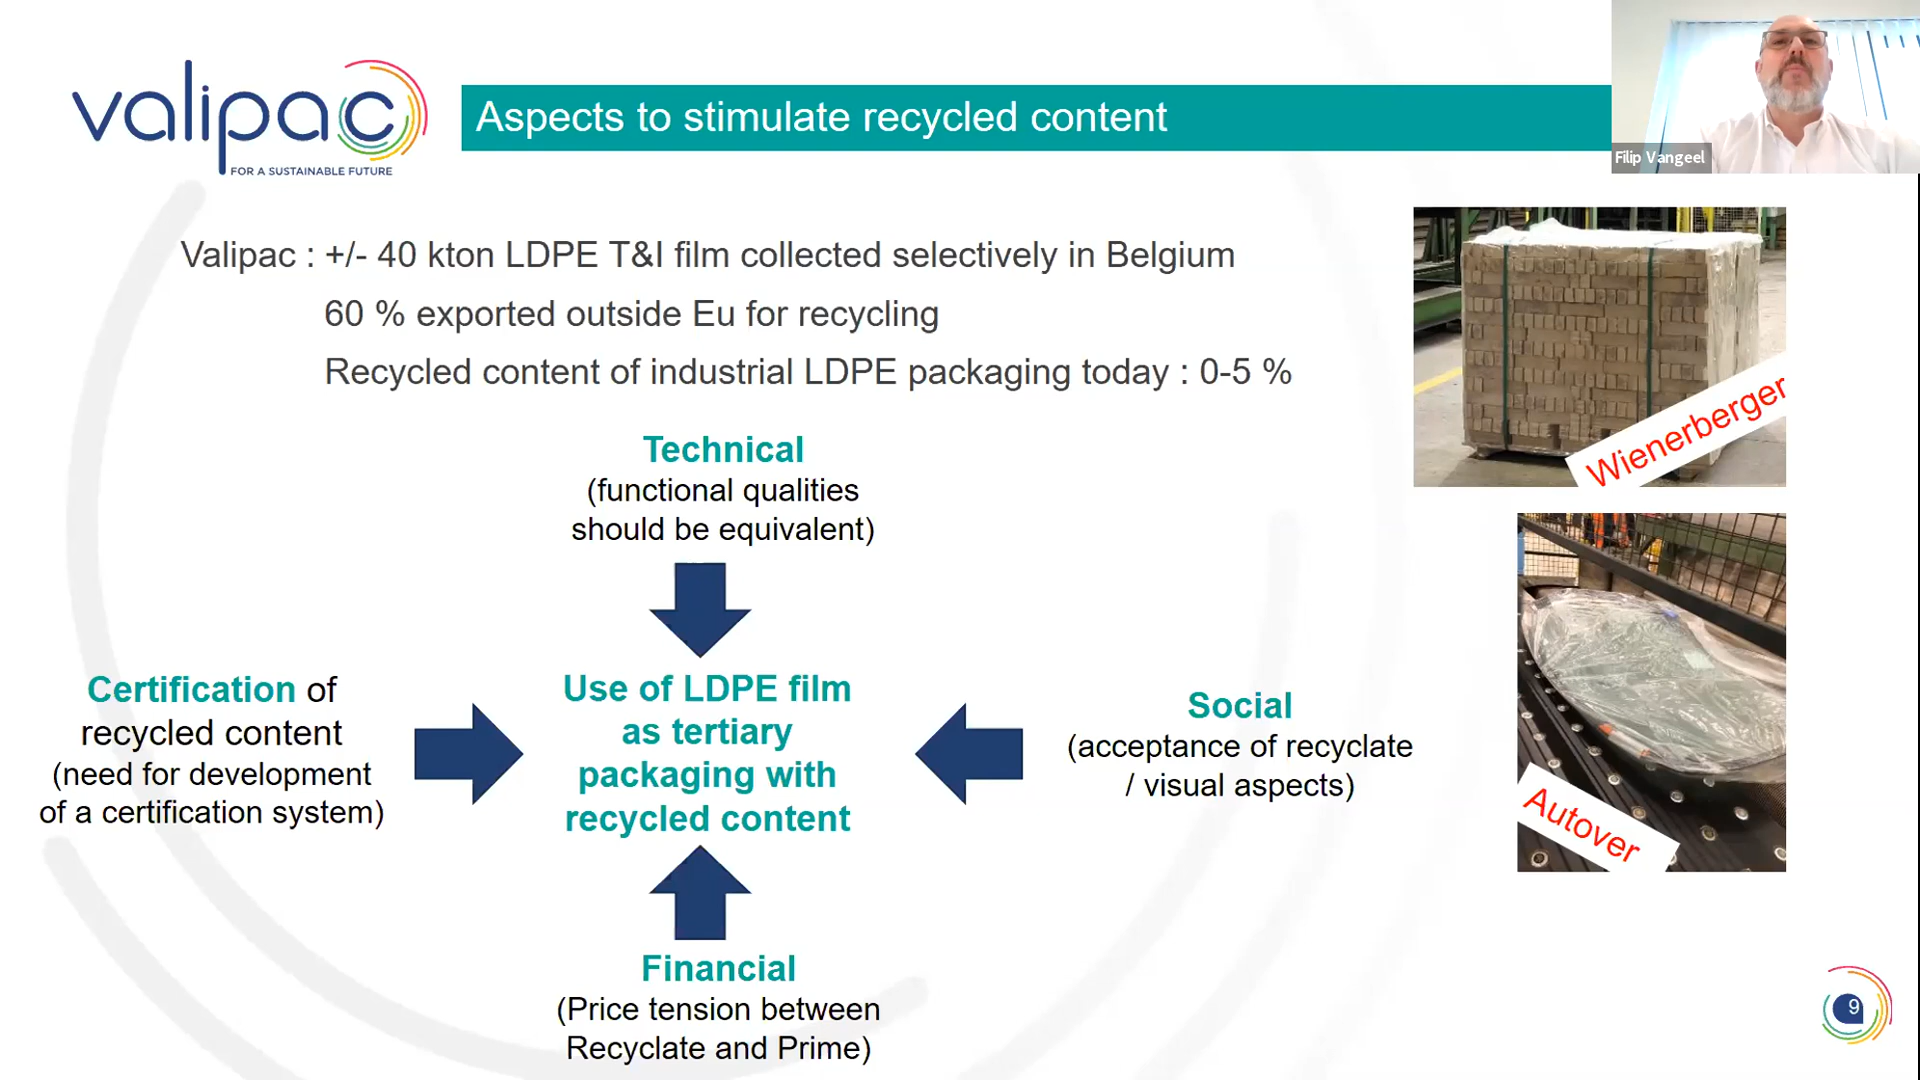 valipac
FOR A SUSTAINABLE FUTURE
Aspects to stimulate recycled content
Filip Vangeel
Valipac : +/- 40 kton LDPE T&I film collected selectively in Belgium
60 % exported outside Eu for recycling
Recycled content of industrial LDPE packaging today : 0-5 %
Wienerberger
Technical
(functional qualities
should be equivalent)
Certification of
recycled content
(need for development
of a certification system)
Use of LDPE film
as tertiary
packaging with
recycled content
Social
(acceptance of recyclate
/ visual aspects)
Autover
Financial
(Price tension between
Recyclate and Prime)
9